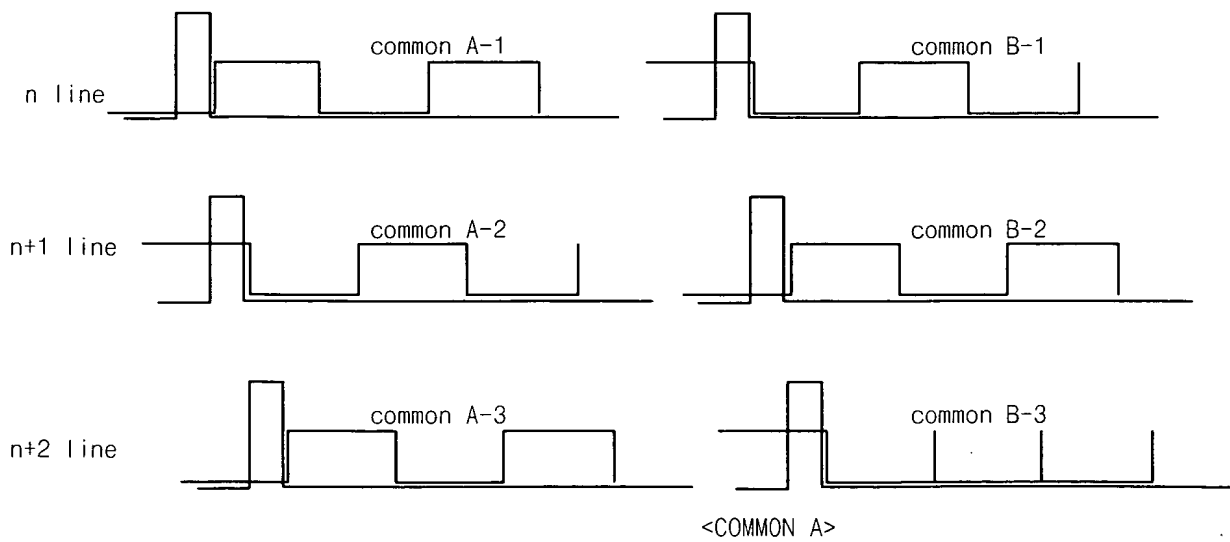 common A-1
common B-1
n line
common A-2
common B-2
n+1 line
common A-3
common B-3
n+2 line
<COMMON A>